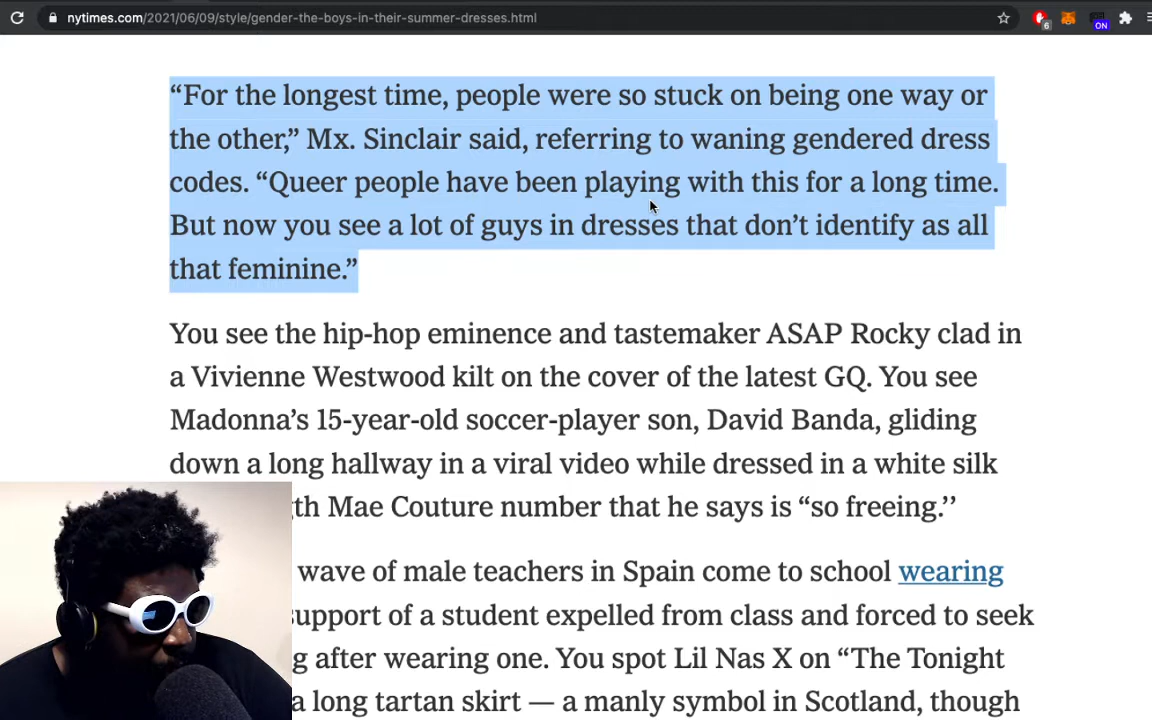 nytimes.com/2021/06/09/style/gender-the-boys-in-their-summer-dresses.html
6
ON
“For the longest time, people were so stuck on being one way or
the other,” Mx. Sinclair said, referring to waning gendered dress
codes. “Queer people have been playing with this for a long time.
But now you see a lot of guys in dresses that don’t identify as all
that feminine.”
You see the hip-hop eminence and tastemaker ASAP Rocky clad in
a Vivienne Westwood kilt on the cover of the latest GQ. You see
Madonna’s 15-year-old soccer-player son, David Banda, gliding
down a long hallway in a viral video while dressed in a white silk
th Mae Couture number that he says is “so freeing.’’
wave of male teachers in Spain come to school wearing
support of a student expelled from class and forced to seek
g after wearing one. You spot Lil Nas X on “The Tonight
a long tartan skirt — a manly symbol in Scotland, though